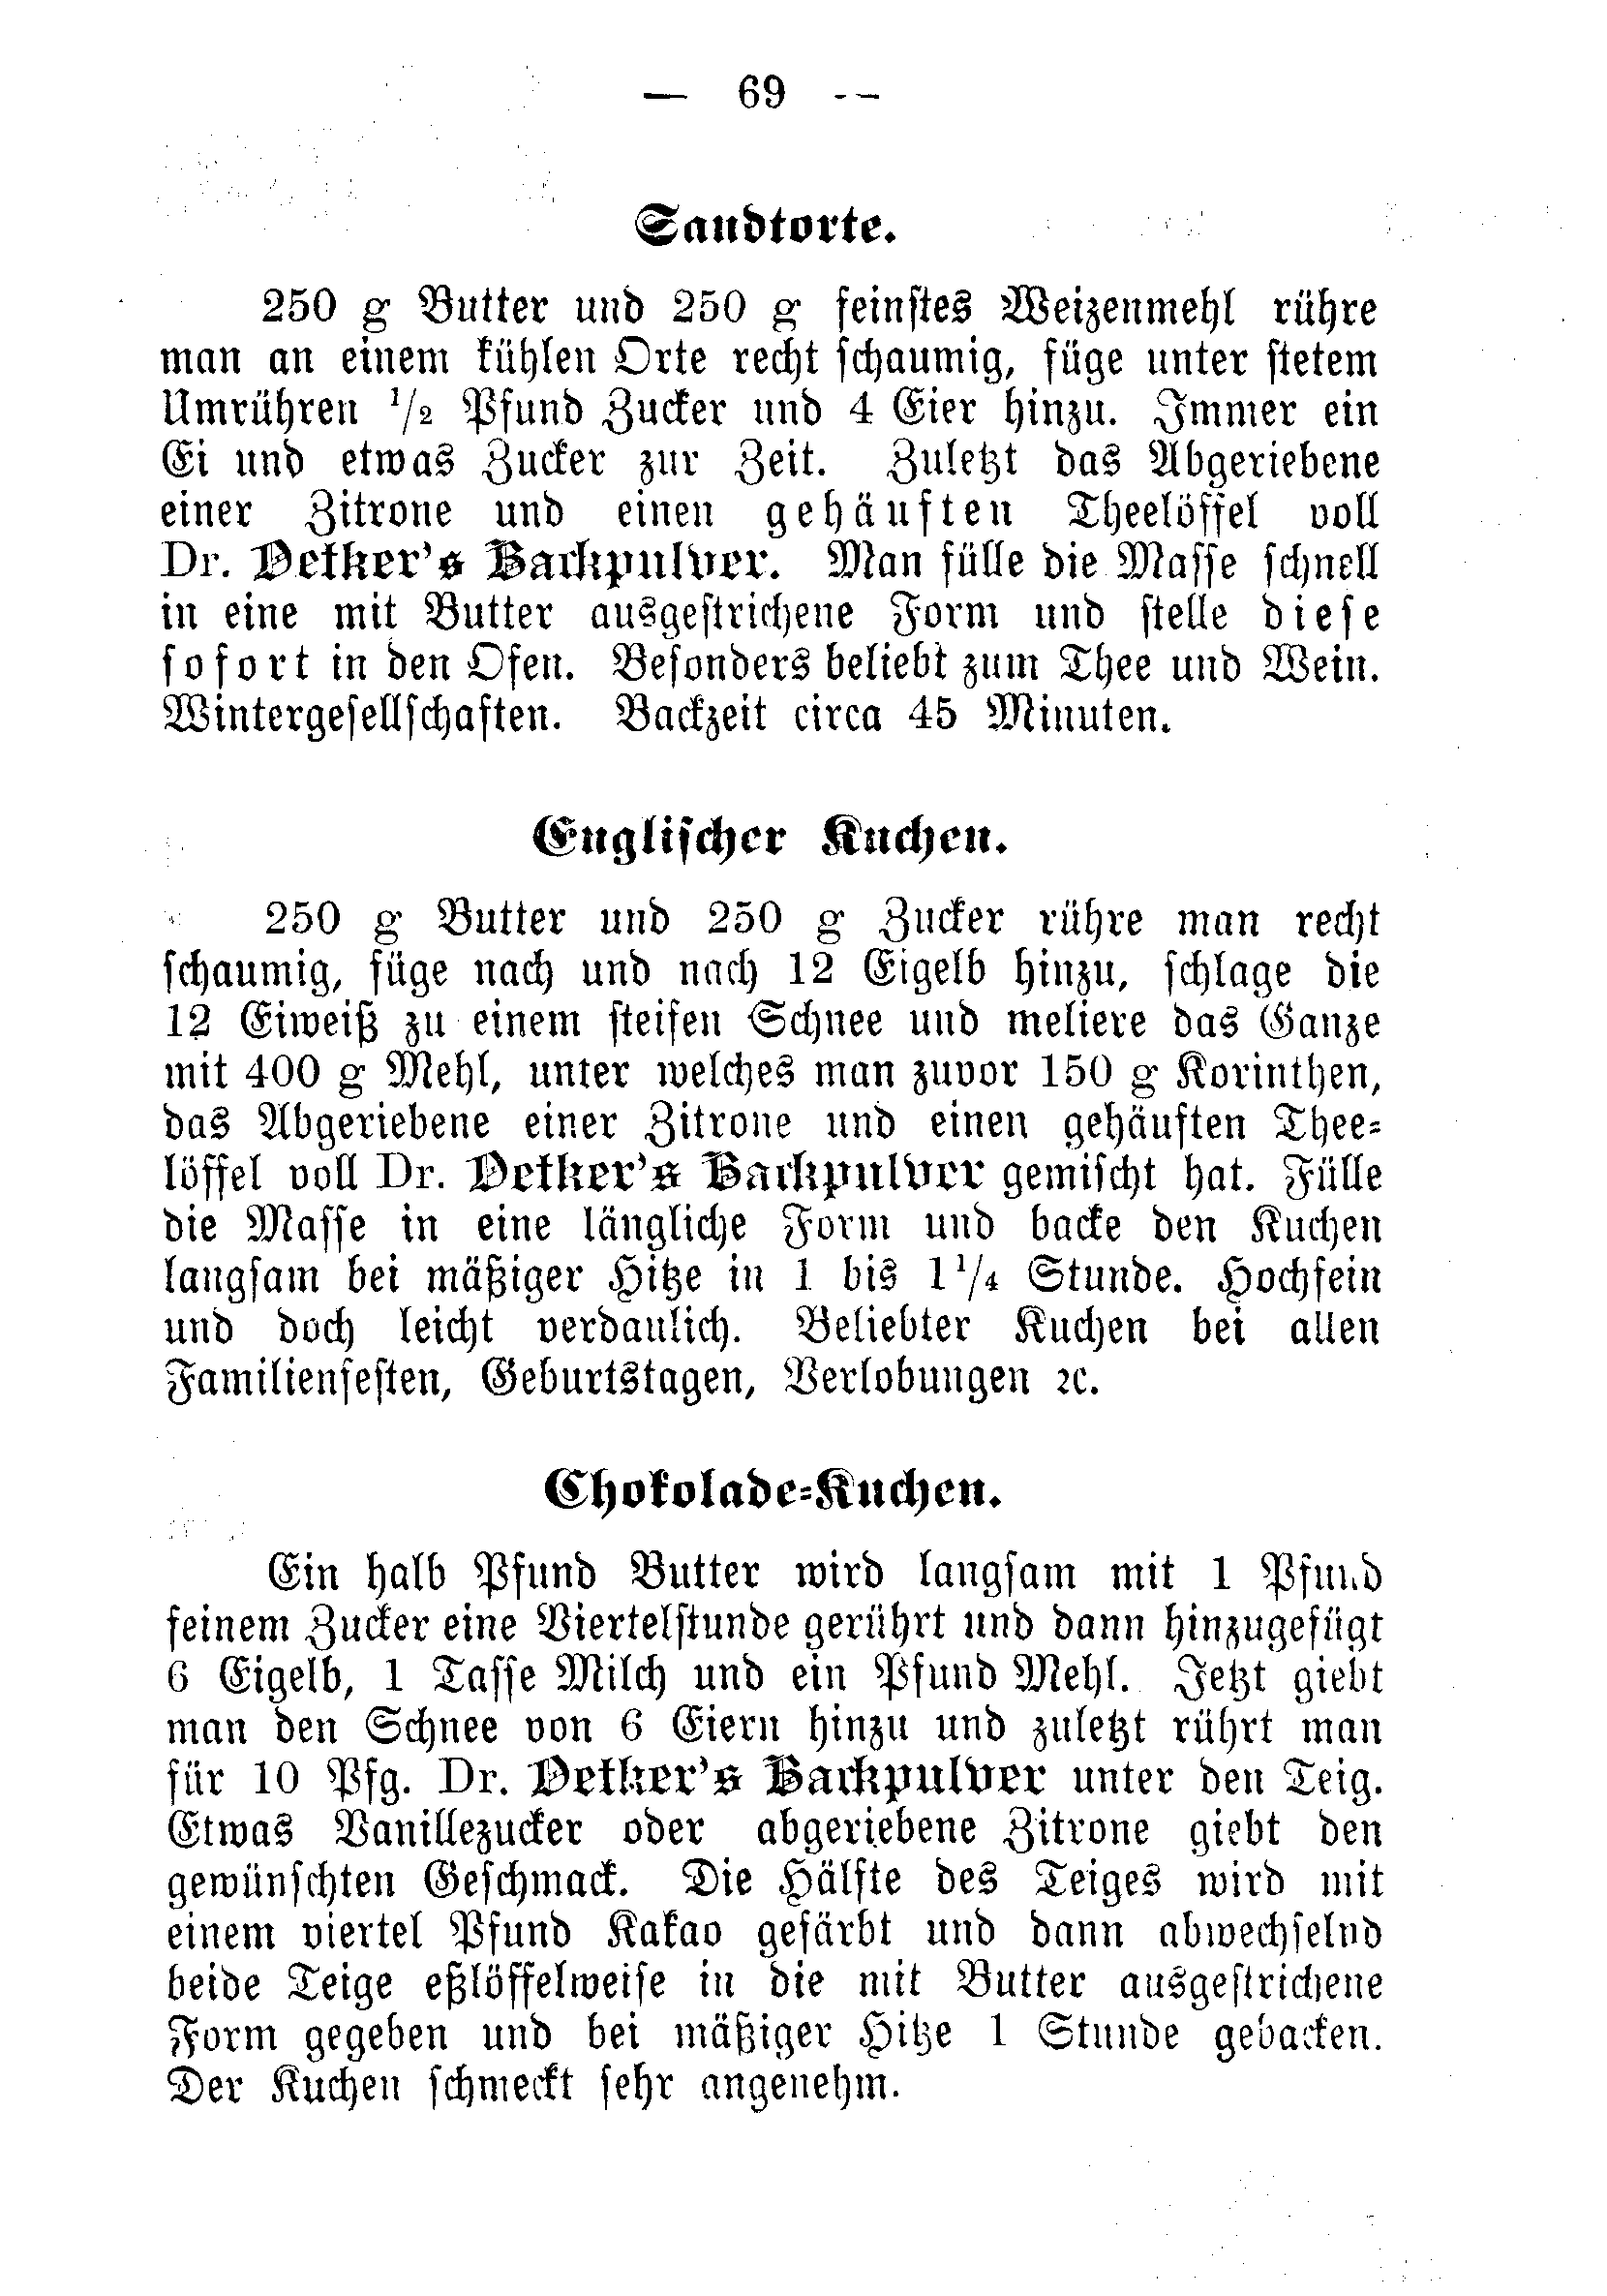 — 69 --
Sandtorte.
250 g Butter und 250 g feinstes Weizenmehl rühre
man an einem kühlen Orte recht schaumig, füge unter stetem
Umrühren 1/2 Pfund Zucker und 4 Eier hinzu. Immer ein
Ei und etwas Zucker zur Zeit. Zuletzt das Abgeriebene
einer Zitrone und einen gehäuften Theelöffel voll
Dr. Oetker's Backpulver. Man fülle die Masse schnell
in eine mit Butter ausgestrichene Form und stelle diese
sofort in den Ofen. Besonders beliebt zum Thee und Wein.
Wintergesellschaften. Backzeit circa 45 Minuten.
Englischer Kuchen.
250 g Butter und 250 g Zucker rühre man recht
schaumig, füge nach und nach 12 Eigelb hinzu, schlage die
12 Eiweiß zu einem steifen Schnee und meliere das Ganze
mit 400 g Mehl, unter welches man zuvor 150 g Korinthen,
das Abgeriebene einer Zitrone und einen gehäuften Thee=
löffel voll Dr. Oetker's Backpulver gemischt hat. Fülle
die Masse in eine längliche Form und backe den Kuchen
langsam bei mäßiger Hitze in 1 bis 1 1/4 Stunde. Hochfein
und doch leicht verdaulich. Beliebter Kuchen bei allen
Familienfesten, Geburtstagen, Verlobungen ꝛc.
Chokolade=Kuchen.
Ein halb Pfund Butter wird langsam mit 1 Pfund
feinem Zucker eine Viertelstunde gerührt und dann hinzugefügt
6 Eigelb, 1 Tasse Milch und ein Pfund Mehl. Jetzt giebt
man den Schnee von 6 Eiern hinzu und zuletzt rührt man
für 10 Pfg. Dr. Oetker's Backpulver unter den Teig.
Etwas Vanillezucker oder abgeriebene Zitrone giebt den
gewünschten Geschmack. Die Hälfte des Teiges wird mit
einem viertel Pfund Kakao gefärbt und dann abwechselnd
beide Teige eßlöffelweise in die mit Butter ausgestrichene
Form gegeben und bei mäßiger Hitze 1 Stunde gebacken.
Der Kuchen schmeckt sehr angenehm.